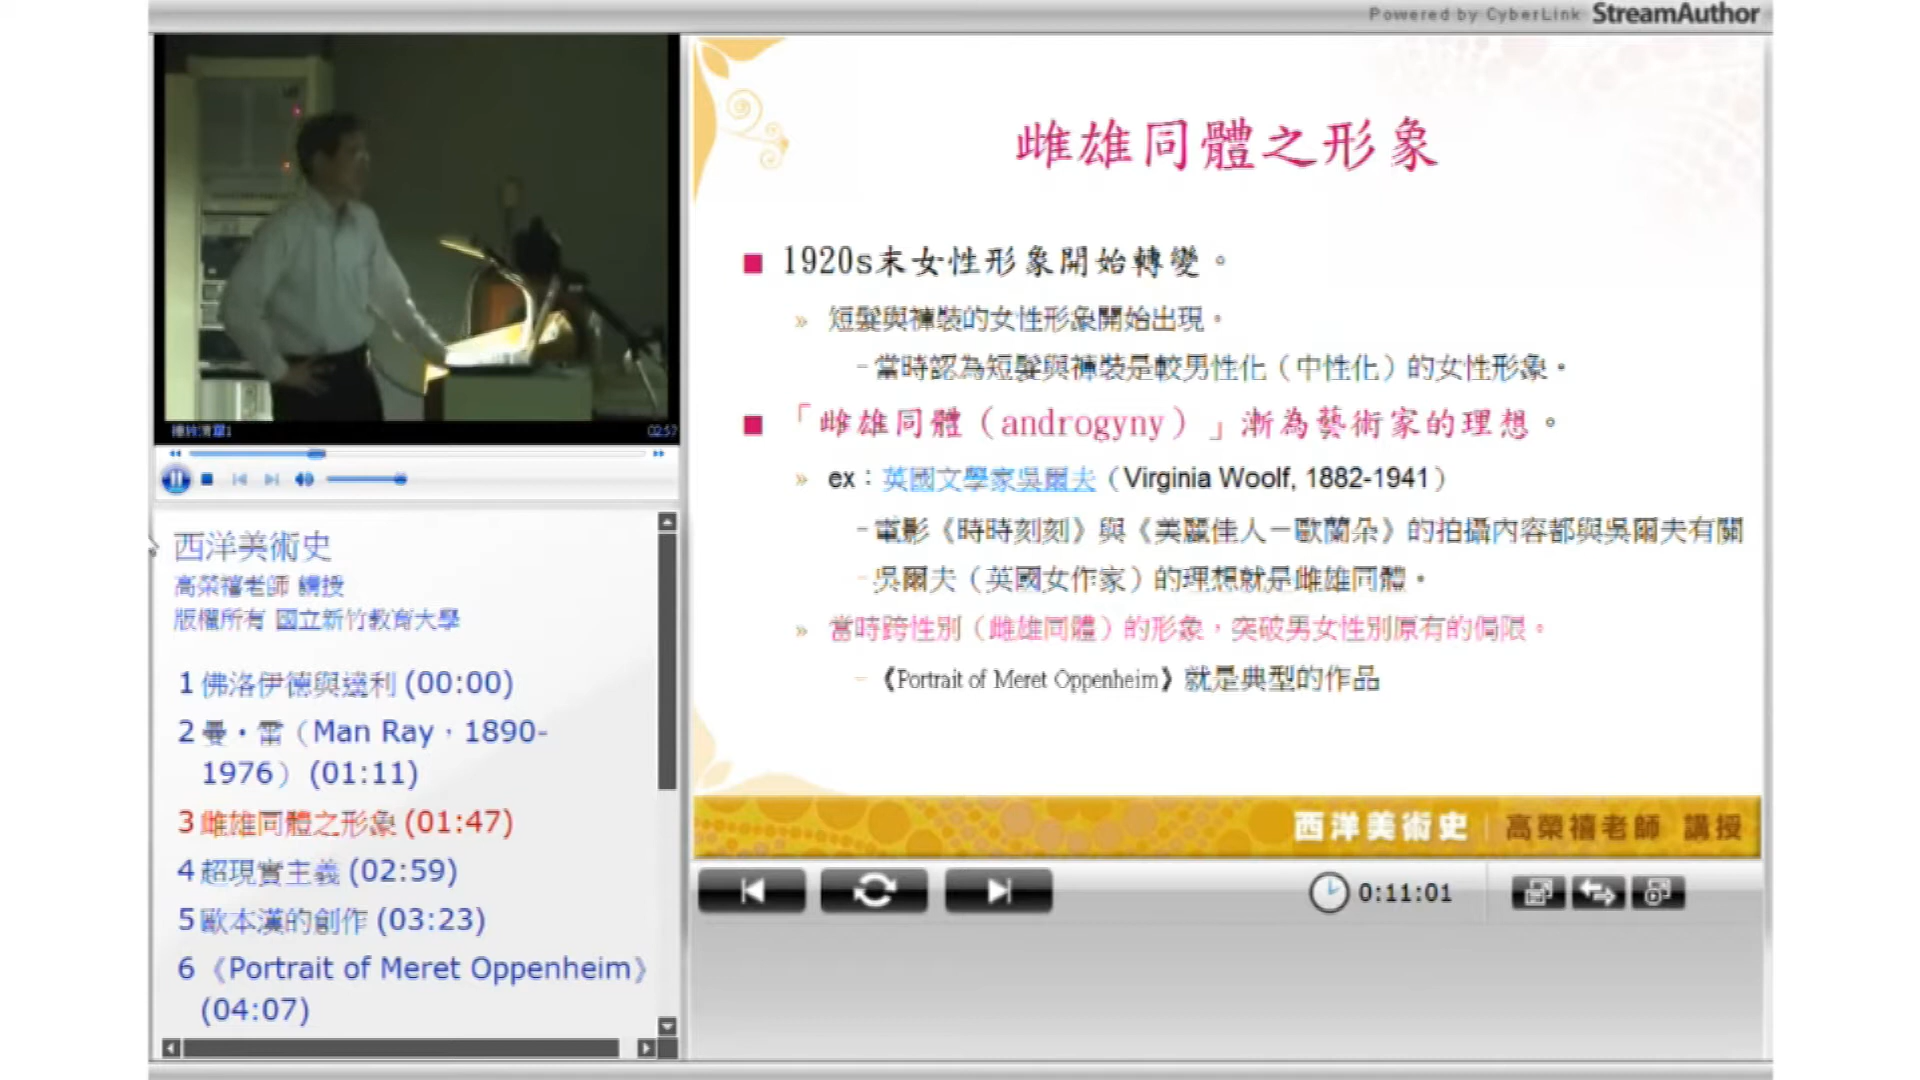 Powered by CyberLink StreamAuthor
播放清單1
02:57
西洋美術史
高榮禧老師 講授
版權所有 國立新竹教育大學
1 佛洛伊德與達利 (00:00)
2 曼・雷（Man Ray，1890-
1976） (01:11)
3 雌雄同體之形象 (01:47)
4 超現實主義 (02:59)
5 歐本漢的創作 (03:23)
6 《Portrait of Meret Oppenheim》
(04:07)
雌雄同體之形象
1920s末女性形象開始轉變。
» 短髮與褲裝的女性形象開始出現。
–當時認為短髮與褲裝是較男性化（中性化）的女性形象。
「雌雄同體（androgyny）」漸為藝術家的理想。
» ex：英國文學家吳爾夫（Virginia Woolf, 1882-1941）
–電影《時時刻刻》與《美麗佳人－歐蘭朵》的拍攝內容都與吳爾夫有關
–吳爾夫（英國女作家）的理想就是雌雄同體。
» 當時跨性別（雌雄同體）的形象，突破男女性別原有的侷限。
–《Portrait of Meret Oppenheim》就是典型的作品
西洋美術史 | 高榮禧老師 講授
0:11:01